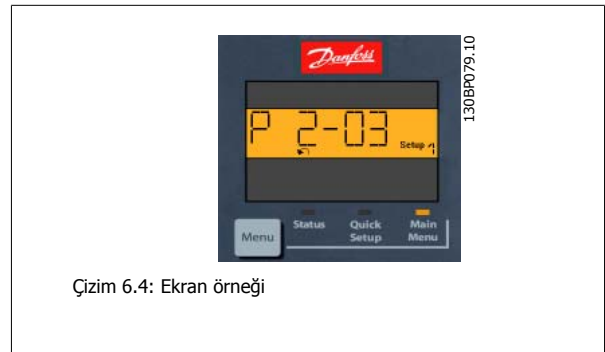 Danfoss
130BP079.10
P 2-03
Setup 1
Menu
Status
Quick Setup
Main Menu
Çizim 6.4: Ekran örneği